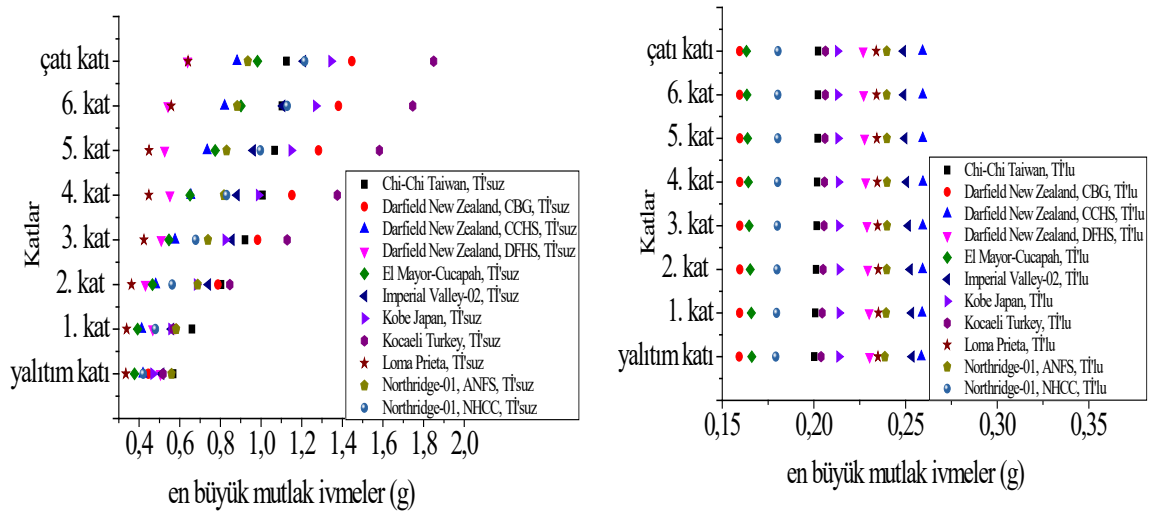 çatı katı
6. kat
5. kat
4. kat
3. kat
2. kat
1. kat
yalıtım katı
Katlar
0,4 0,6 0,8 1,0 1,2 1,4 1,6 1,8 2,0
en büyük mutlak ivmeler (g)
Chi-Chi Taiwan, Tİ'suz
Darfield New Zealand, CBG, Tİ'suz
Darfield New Zealand, CCHS, Tİ'suz
Darfield New Zealand, DFHS, Tİ'suz
El Mayor-Cucapah, Tİ'suz
Imperial Valley-02, Tİ'suz
Kobe Japan, Tİ'suz
Kocaeli Turkey, Tİ'suz
Loma Prieta, Tİ'suz
Northridge-01, ANFS, Tİ'suz
Northridge-01, NHCC, Tİ'suz
çatı katı
6. kat
5. kat
4. kat
3. kat
2. kat
1. kat
yalıtım katı
Katlar
0,15 0,20 0,25 0,30 0,35
en büyük mutlak ivmeler (g)
Chi-Chi Taiwan, Tİ'lu
Darfield New Zealand, CBG, Tİ'lu
Darfield New Zealand, CCHS, Tİ'lu
Darfield New Zealand, DFHS, Tİ'lu
El Mayor-Cucapah, Tİ'lu
Imperial Valley-02, Tİ'lu
Kobe Japan, Tİ'lu
Kocaeli Turkey, Tİ'lu
Loma Prieta, Tİ'lu
Northridge-01, ANFS, Tİ'lu
Northridge-01, NHCC, Tİ'lu